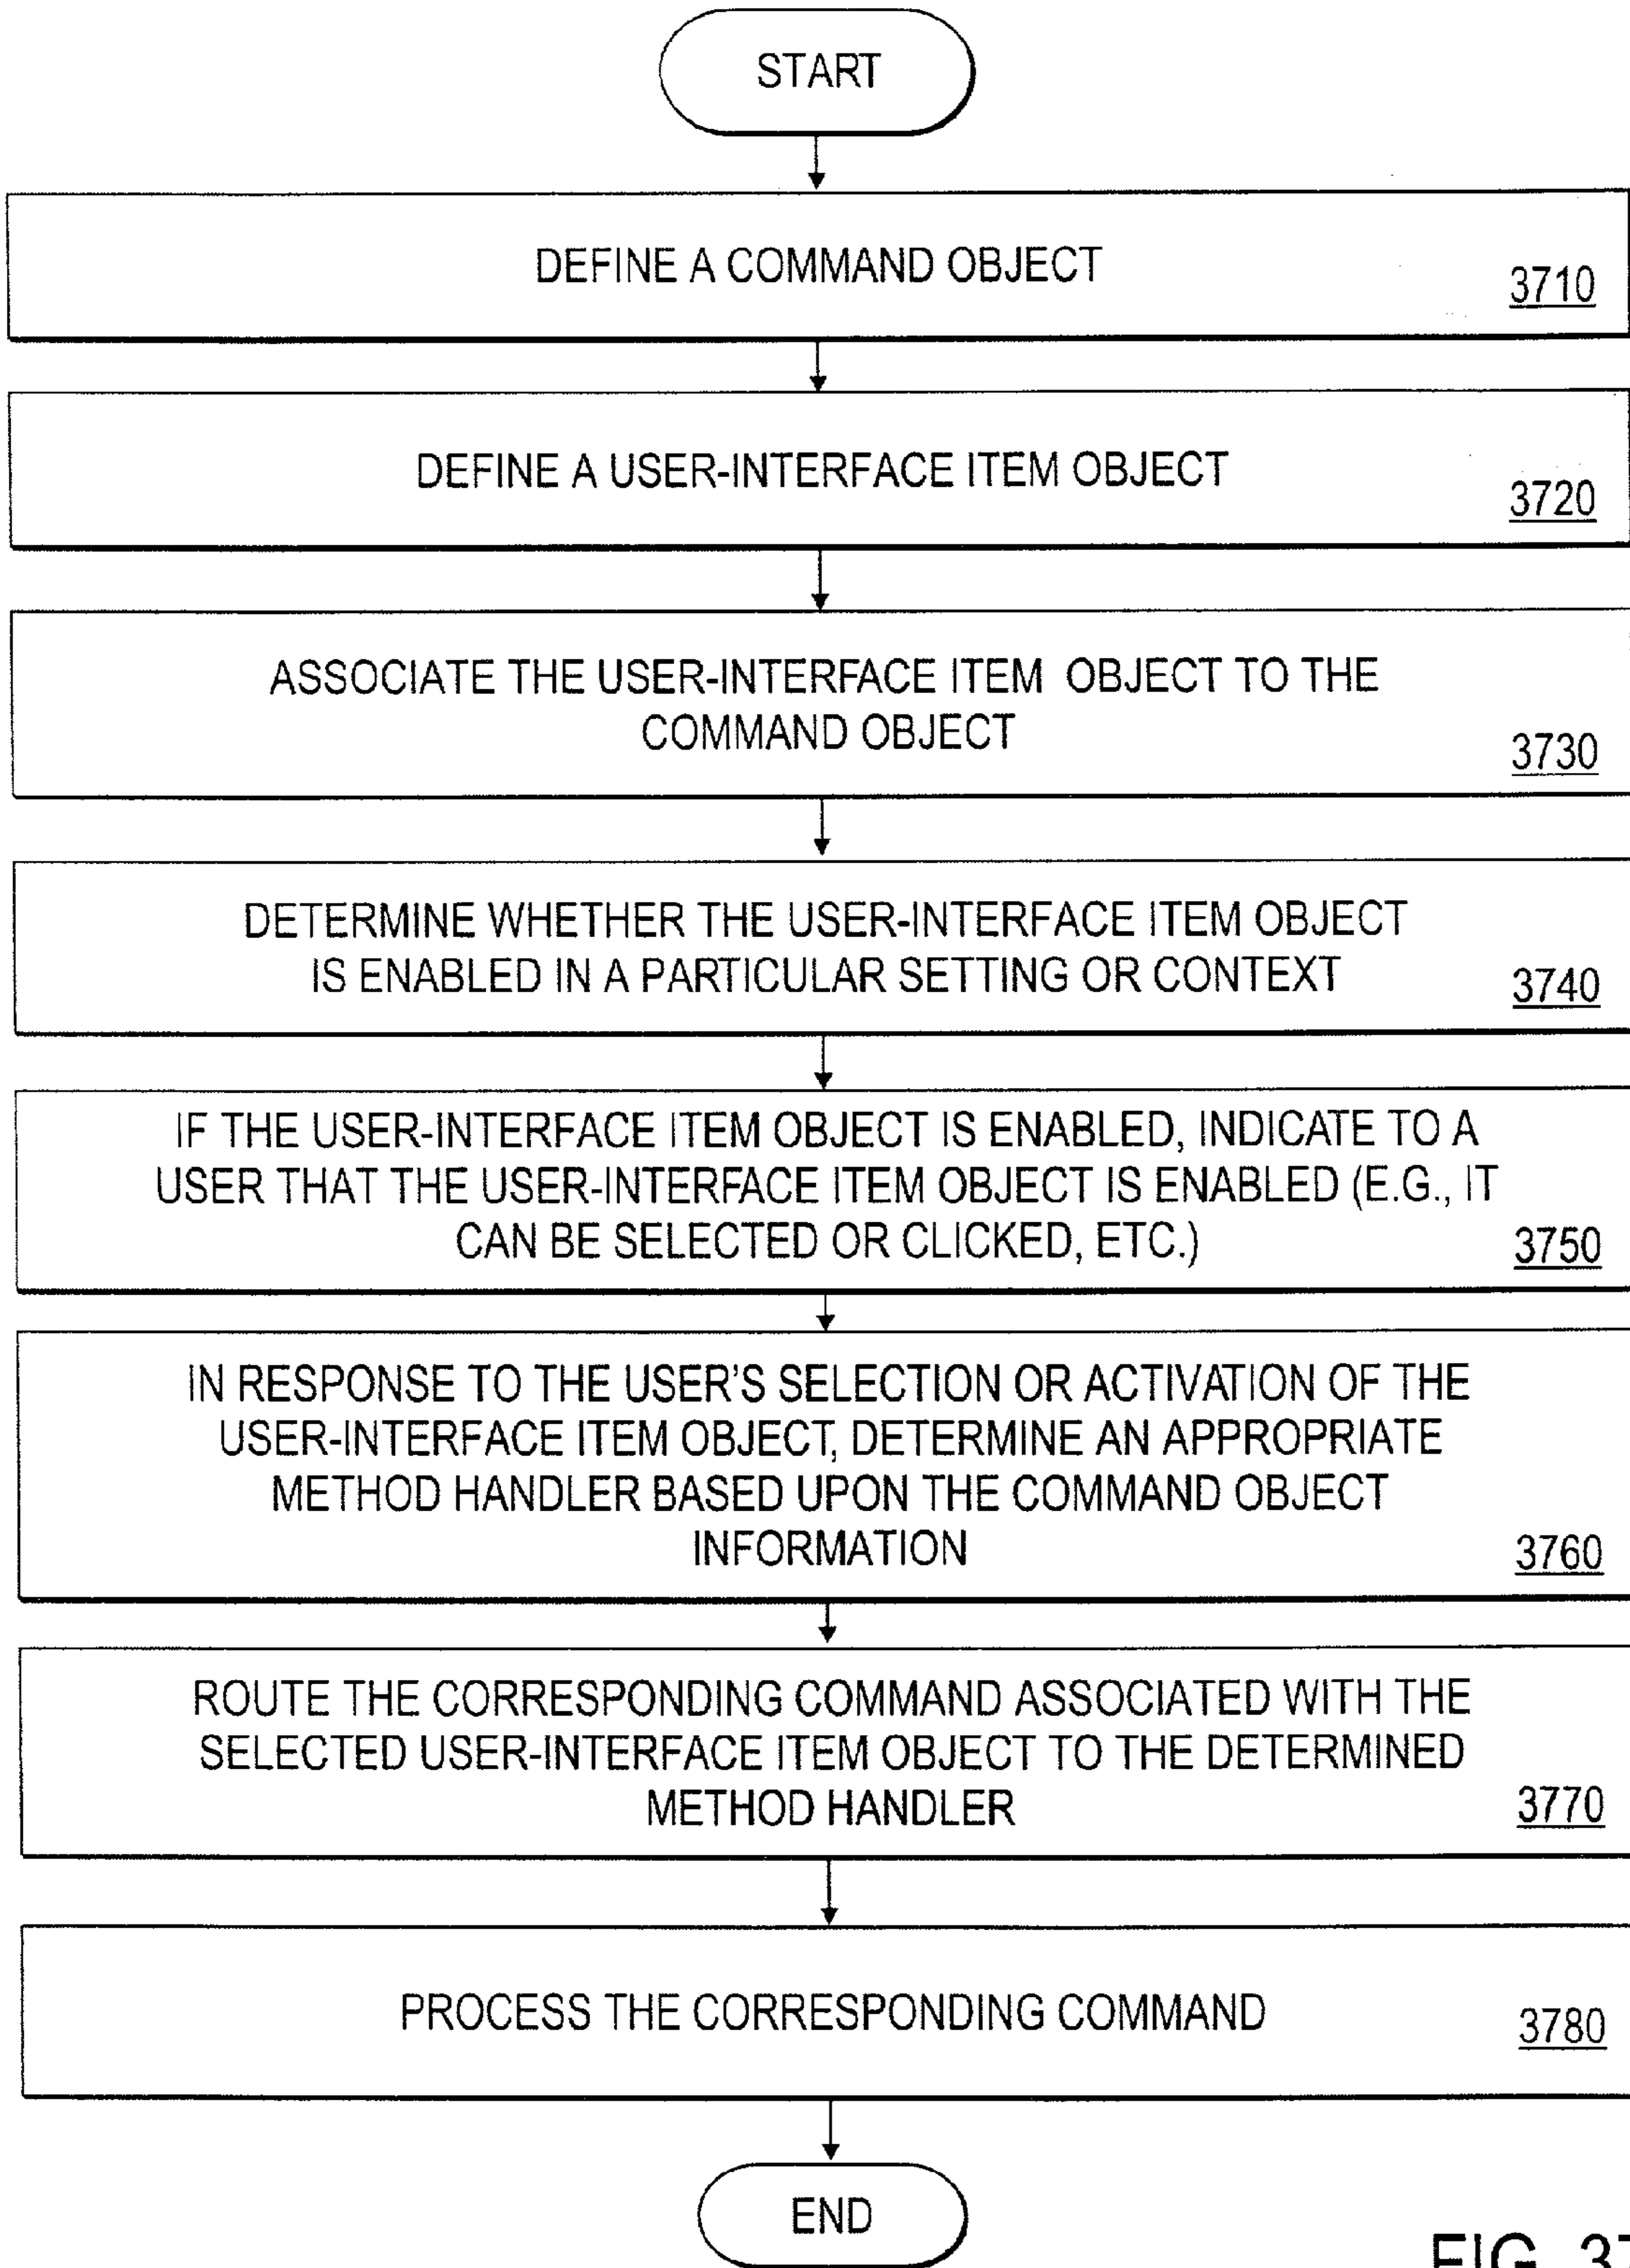 START
DEFINE A COMMAND OBJECT
3710
DEFINE A USER-INTERFACE ITEM OBJECT
3720
ASSOCIATE THE USER-INTERFACE ITEM OBJECT TO THE
COMMAND OBJECT
3730
DETERMINE WHETHER THE USER-INTERFACE ITEM OBJECT
IS ENABLED IN A PARTICULAR SETTING OR CONTEXT
3740
IF THE USER-INTERFACE ITEM OBJECT IS ENABLED, INDICATE TO A
USER THAT THE USER-INTERFACE ITEM OBJECT IS ENABLED (E.G., IT
CAN BE SELECTED OR CLICKED, ETC.)
3750
IN RESPONSE TO THE USER'S SELECTION OR ACTIVATION OF THE
USER-INTERFACE ITEM OBJECT, DETERMINE AN APPROPRIATE
METHOD HANDLER BASED UPON THE COMMAND OBJECT
INFORMATION
3760
ROUTE THE CORRESPONDING COMMAND ASSOCIATED WITH THE
SELECTED USER-INTERFACE ITEM OBJECT TO THE DETERMINED
METHOD HANDLER
3770
PROCESS THE CORRESPONDING COMMAND
3780
END
FIG. 37